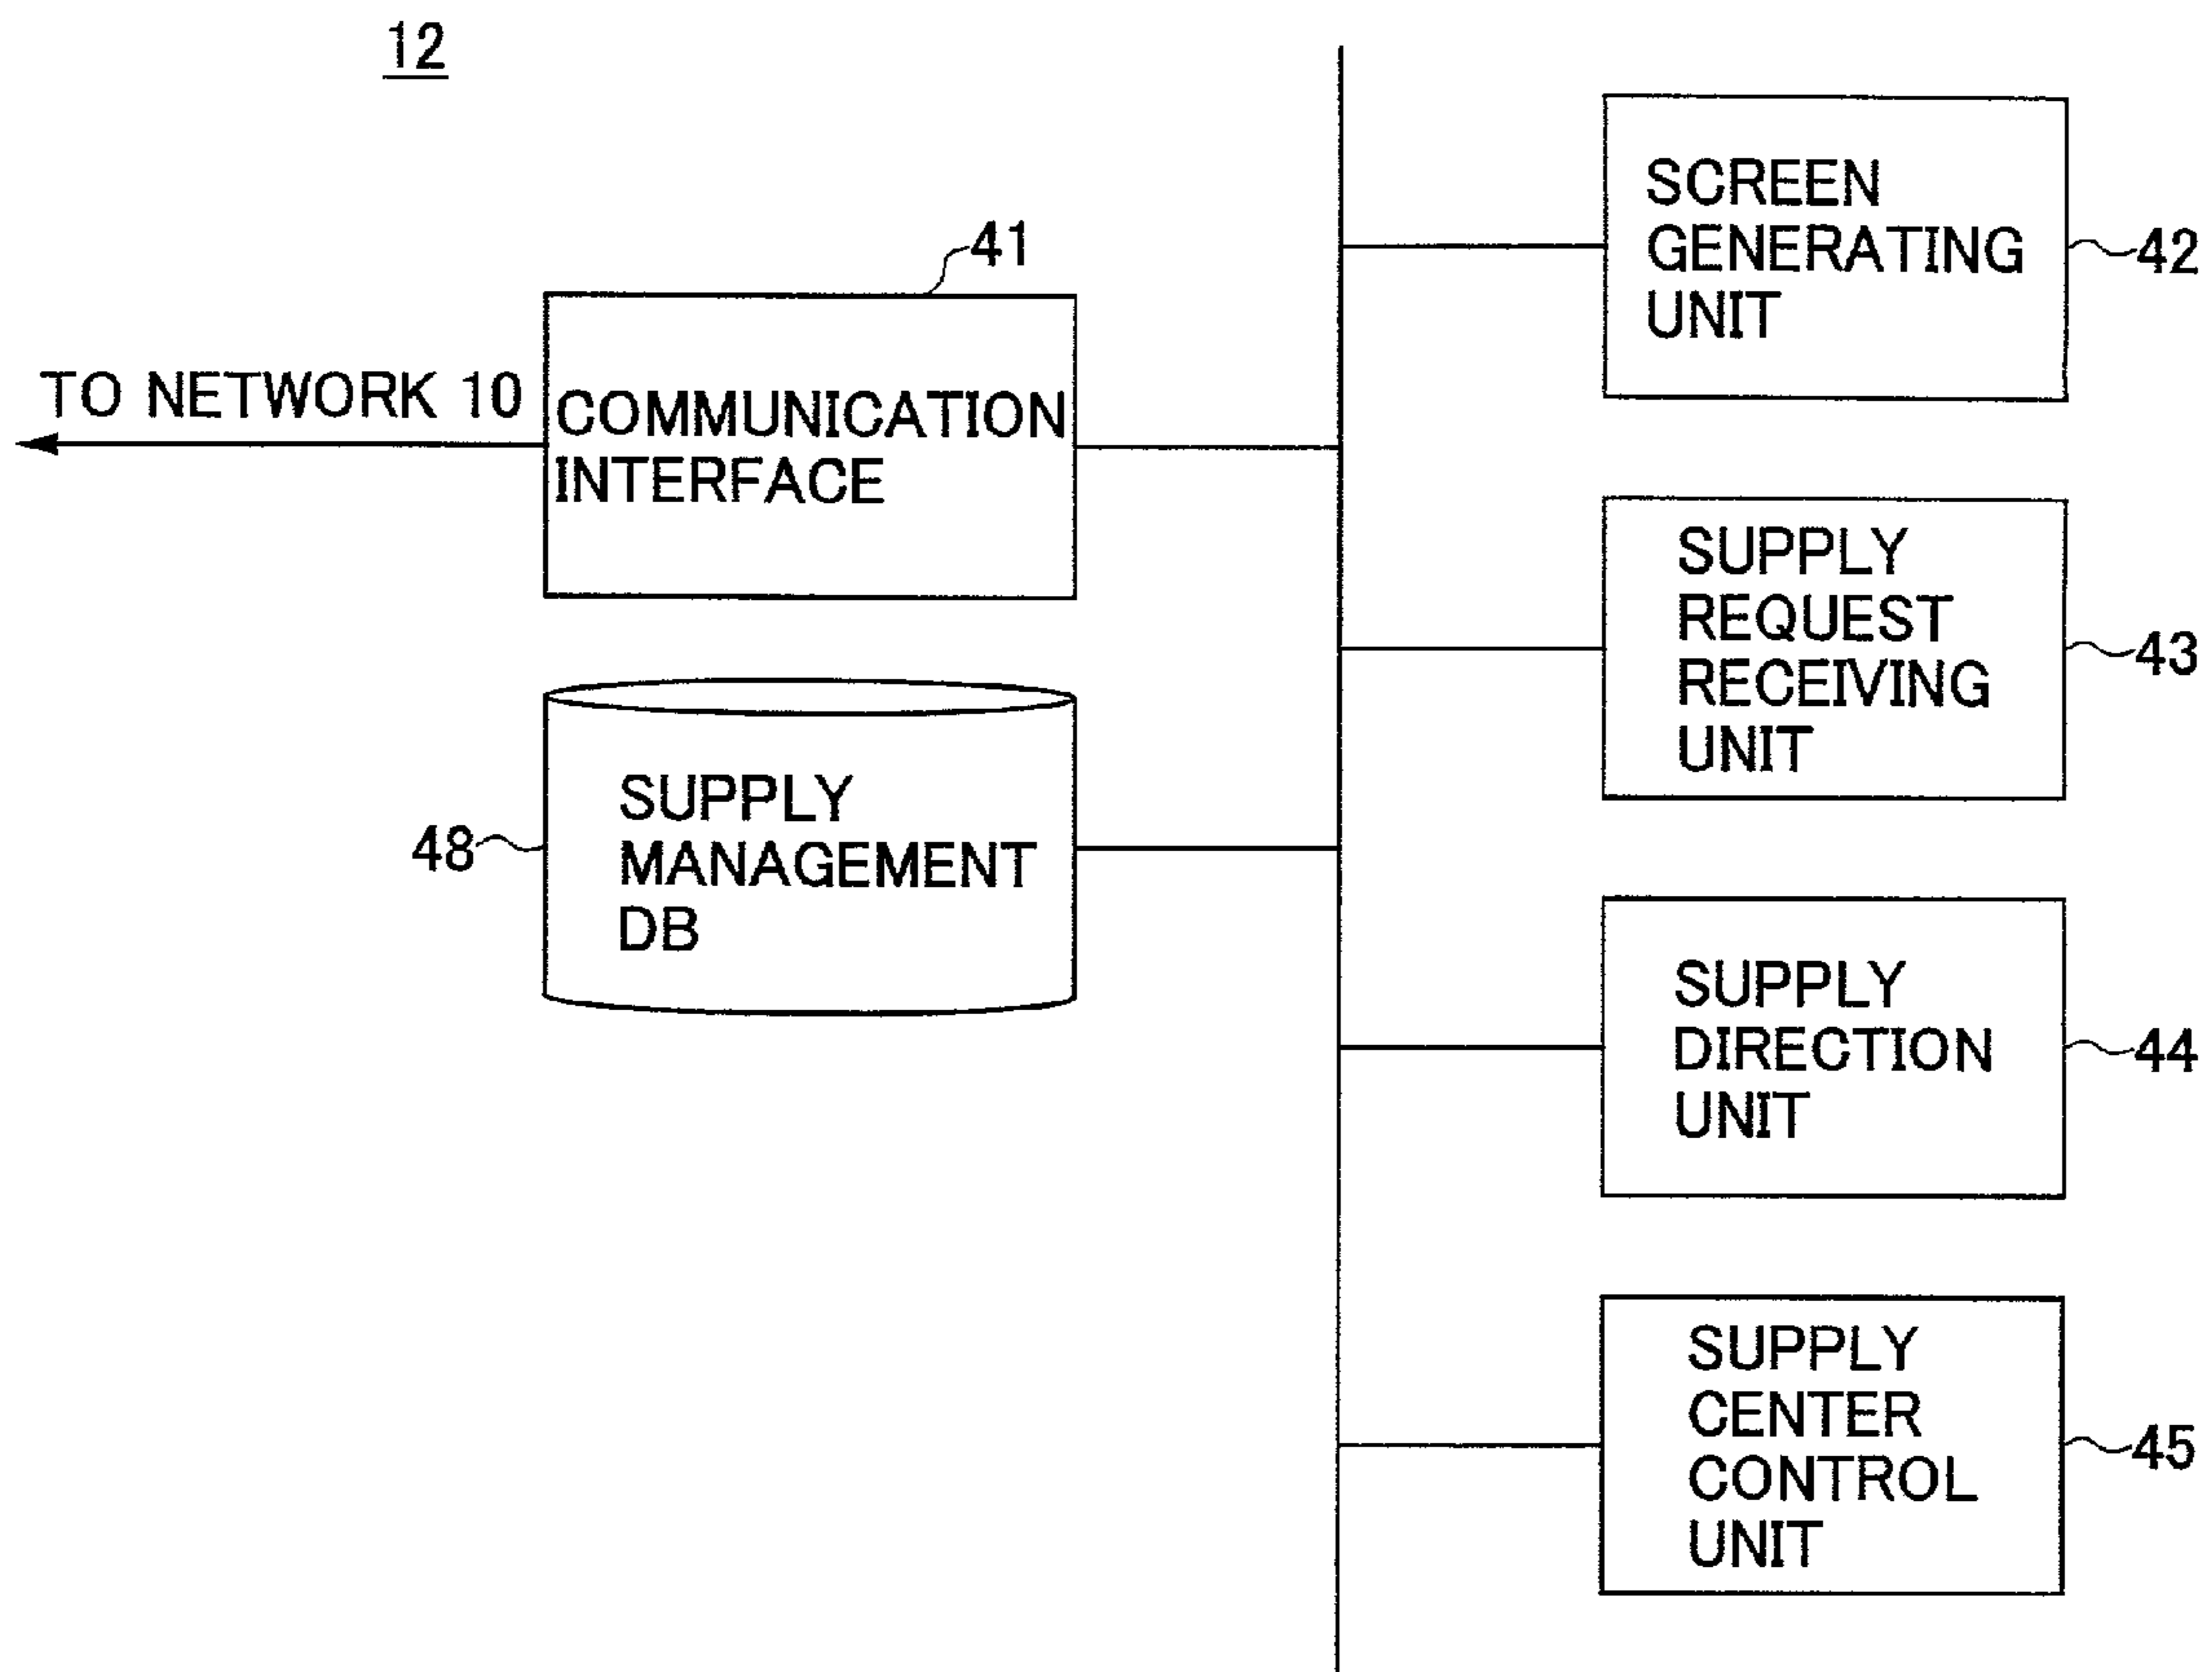 12
41
TO NETWORK 10
COMMUNICATION
INTERFACE
48
SUPPLY
MANAGEMENT
DB
SCREEN
GENERATING
UNIT
42
SUPPLY
REQUEST
RECEIVING
UNIT
43
SUPPLY
DIRECTION
UNIT
44
SUPPLY
CENTER
CONTROL
UNIT
45